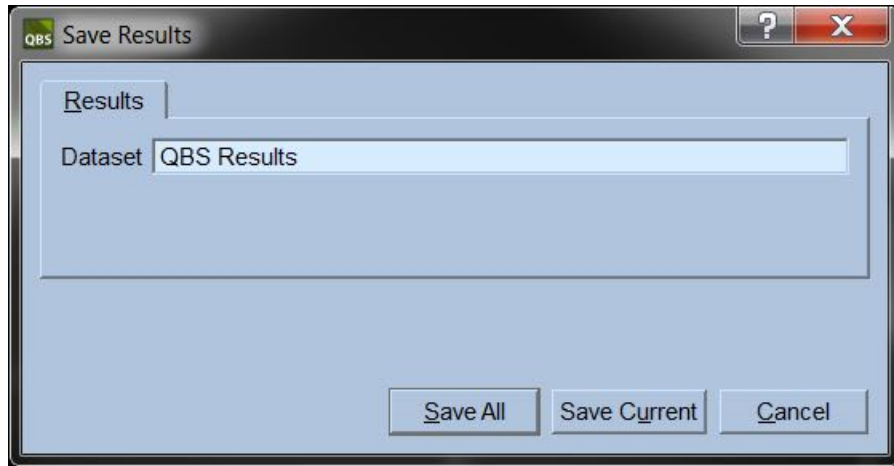 QBS Save Results
?
X
Results
Dataset QBS Results
Save All Save Current Cancel